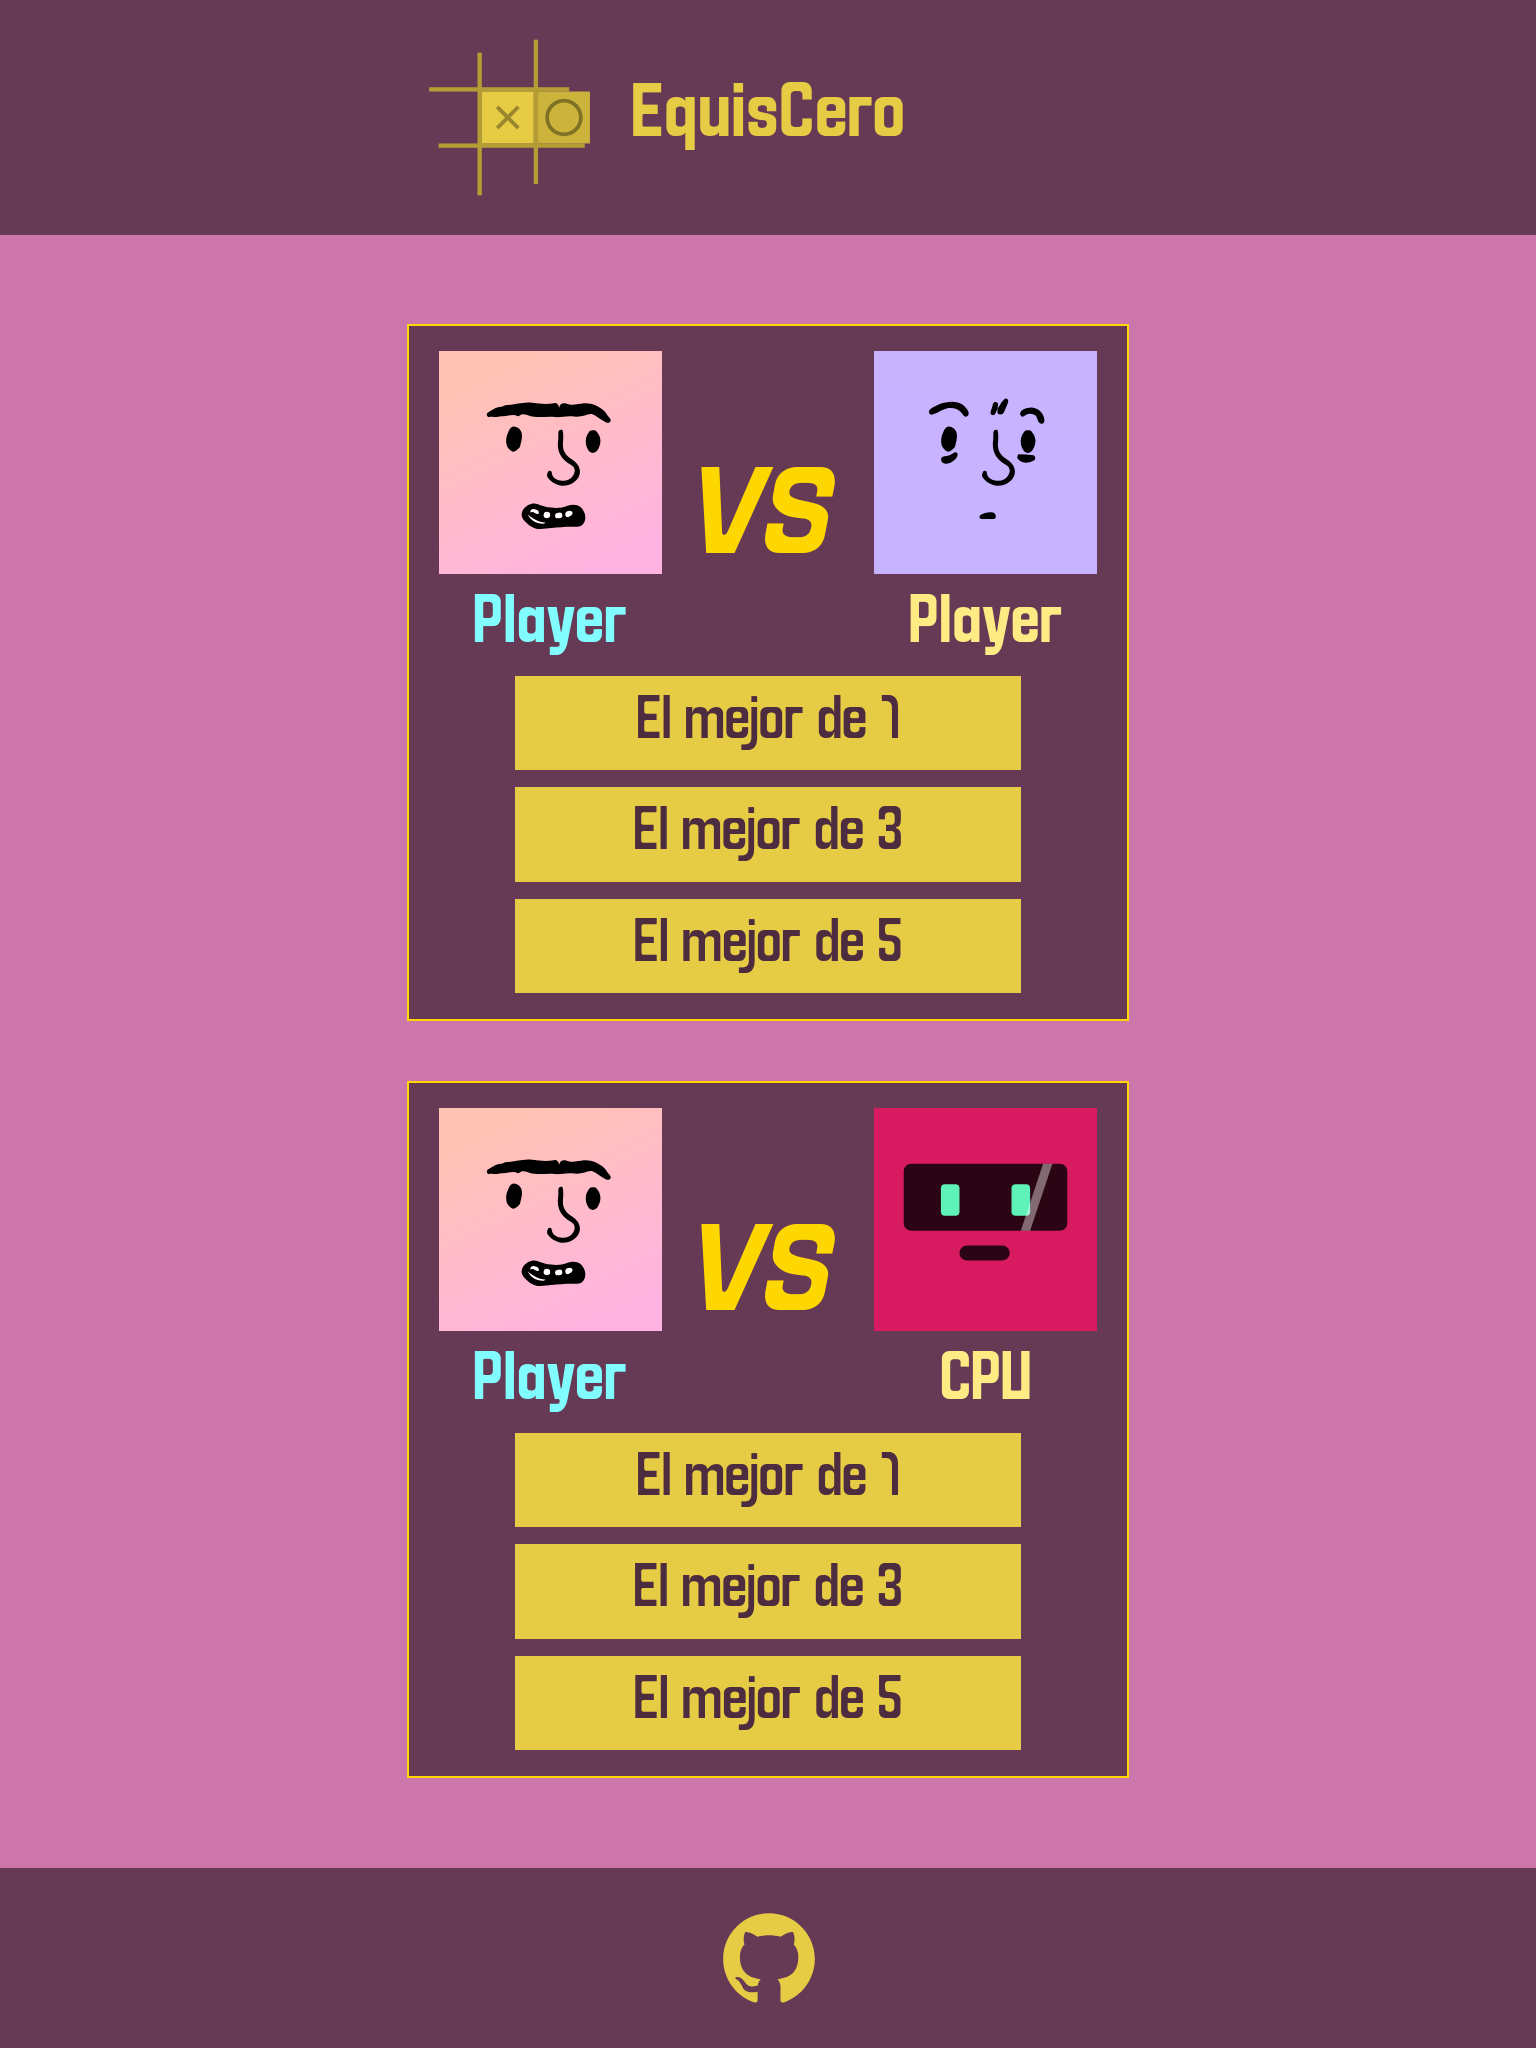 EquisCero
VS
Player
Player
El mejor de 1
El mejor de 3
El mejor de 5
VS
Player
CPU
El mejor de 1
El mejor de 3
El mejor de 5